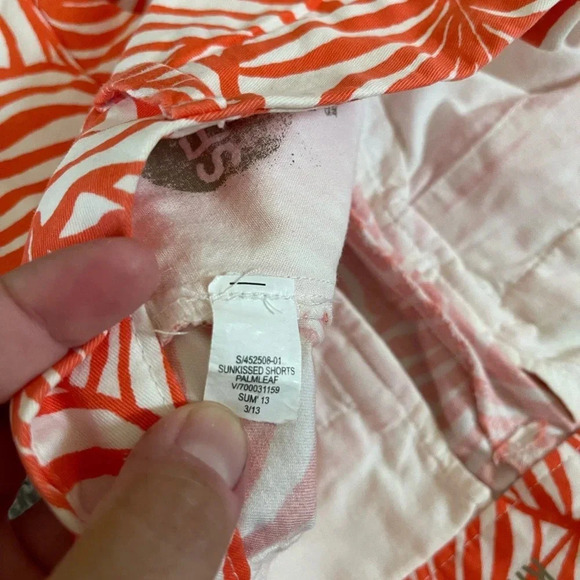 S/452508-01
SUNKISSED SHORTS
PALMLEAF
V/700031159
SUM' 13
3/13